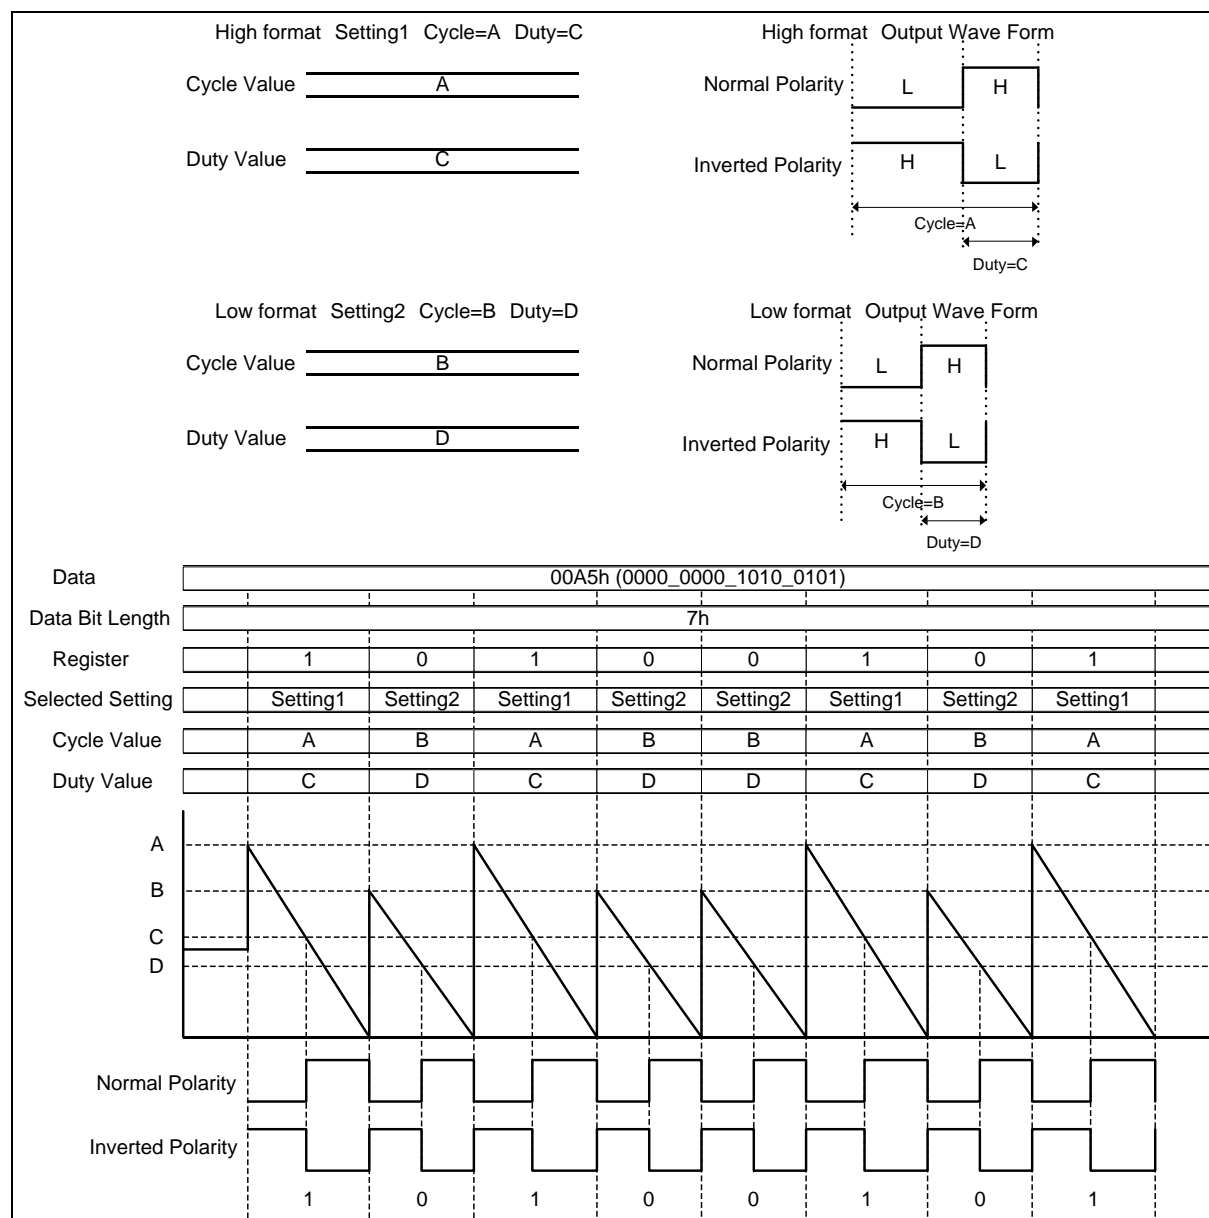 High format Setting1 Cycle=A Duty=C
Cycle Value A
Duty Value C
High format Output Wave Form
Normal Polarity L H
Inverted Polarity H L
Cycle=A
Duty=C
Low format Setting2 Cycle=B Duty=D
Cycle Value B
Duty Value D
Low format Output Wave Form
Normal Polarity L H
Inverted Polarity H L
Cycle=B
Duty=D
Data 00A5h (0000_0000_1010_0101)
Data Bit Length 7h
Register 1 0 1 0 0 1 0 1
Selected Setting Setting1 Setting2 Setting1 Setting2 Setting2 Setting1 Setting2 Setting1
Cycle Value A B A B B A B A
Duty Value C D C D D C D C
A
B
C
D
Normal Polarity
Inverted Polarity
1 0 1 0 0 1 0 1